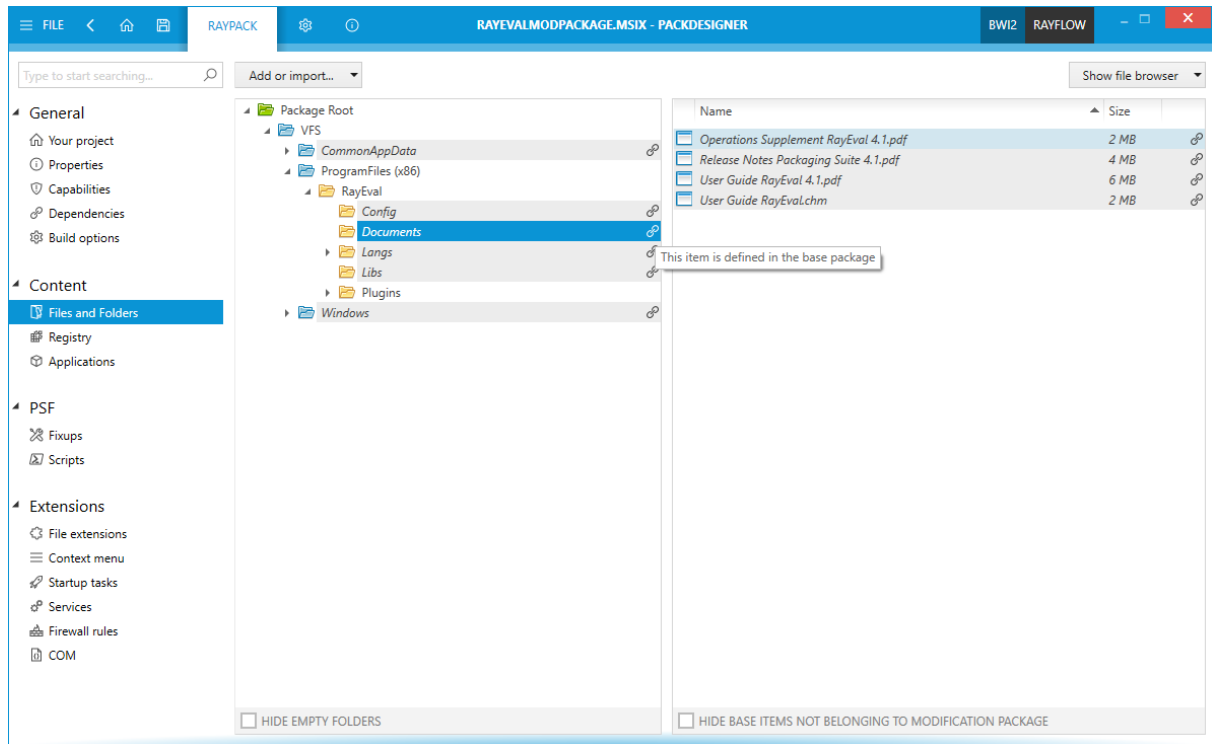 FILE
RAYPACK
RAYEVALMODPACKAGE.MSIX - PACKDESIGNER
BWI2
RAYFLOW
Type to start searching...
Add or import...
Show file browser
General
Your project
Properties
Capabilities
Dependencies
Build options
Content
Files and Folders
Registry
Applications
PSF
Fixups
Scripts
Extensions
File extensions
Context menu
Startup tasks
Services
Firewall rules
COM
Package Root
VFS
CommonAppData
ProgramFiles (x86)
RayEval
Config
Documents
Langs
Libs
Plugins
Windows
HIDE EMPTY FOLDERS
Name Size
Operations Supplement RayEval 4.1.pdf 2 MB
Release Notes Packaging Suite 4.1.pdf 4 MB
User Guide RayEval 4.1.pdf 6 MB
User Guide RayEval.chm 2 MB
This item is defined in the base package
HIDE BASE ITEMS NOT BELONGING TO MODIFICATION PACKAGE